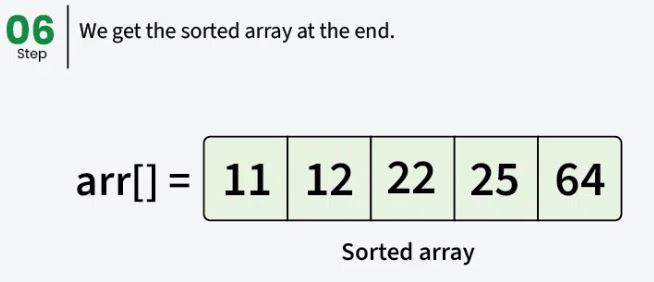 06
Step
We get the sorted array at the end.
arr[] = 11 12 22 25 64
Sorted array